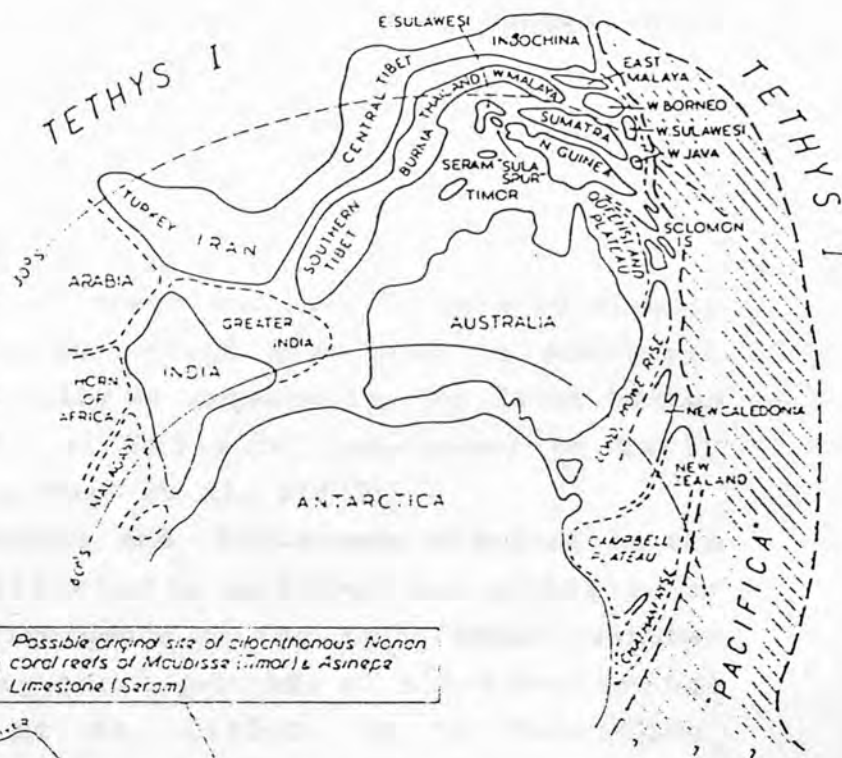 E. SULAWESI
INDOCHINA
TETHYS I
CENTRAL TIBET
EAST
MALAYA
W. MALAYA
THAILAND
BURMA
W. BORNEO
SUMATRA
W. SULAWESI
W. JAVA
N GUINEA
SERAM
SULA
SPUR
TIMOR
TETHYS I
TURKEY IRAN
SOUTHERN
TIBET
QUEENSLAND
PLATEAU
SOLOMON
IS
30°S
ARABIA
GREATER
INDIA
INDIA
AUSTRALIA
HORN
OF
AFRICA
LORD HOWE RISE
NEW CALEDONIA
NEW
ZEALAND
ANTARCTICA
60°S
CAMPBELL
PLATEAU
"PACIFICA"
Possible original site of allochthonous Norian
coral reefs of Maubisse (Timor) & Asinepe
Limestone (Seram)
? ? ?